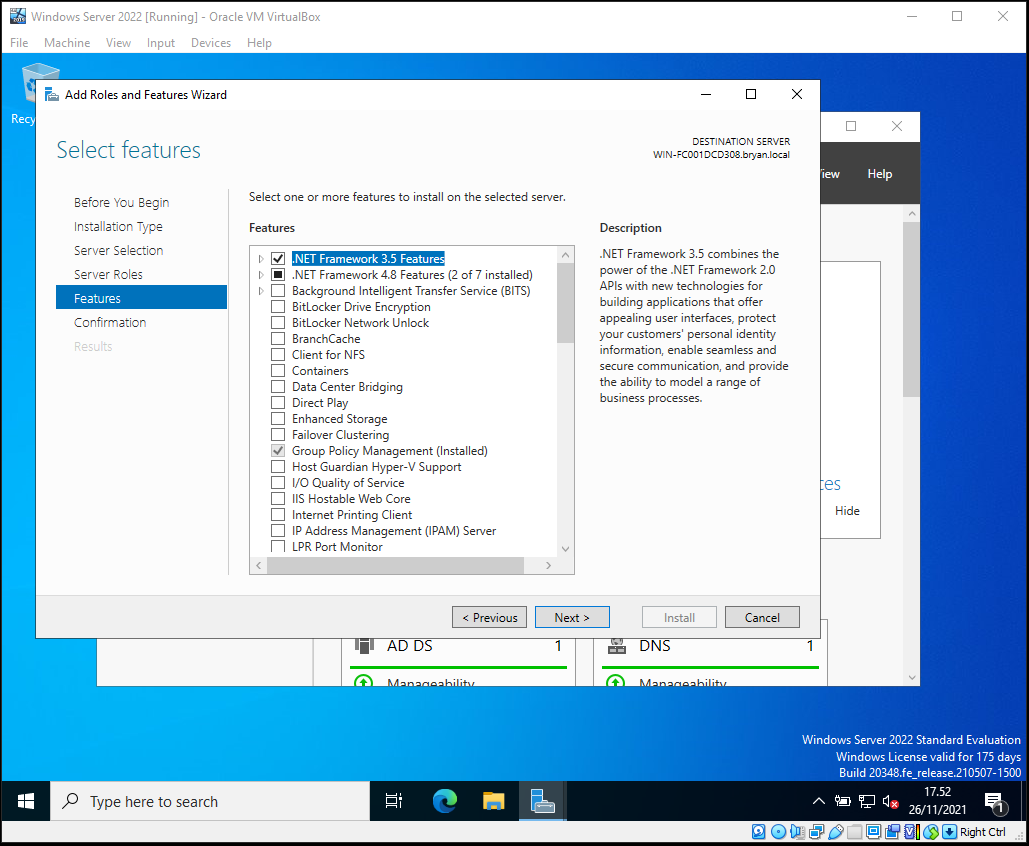 Windows Server 2022 [Running] - Oracle VM VirtualBox
File Machine View Input Devices Help
Recy
Add Roles and Features Wizard
Select features
DESTINATION SERVER
WIN-FC001DCD308.bryan.local
Before You Begin
Installation Type
Server Selection
Server Roles
Features
Confirmation
Results
Select one or more features to install on the selected server.
Features
.NET Framework 3.5 Features
.NET Framework 4.8 Features (2 of 7 installed)
Background Intelligent Transfer Service (BITS)
BitLocker Drive Encryption
BitLocker Network Unlock
BranchCache
Client for NFS
Containers
Data Center Bridging
Direct Play
Enhanced Storage
Failover Clustering
Group Policy Management (Installed)
Host Guardian Hyper-V Support
I/O Quality of Service
IIS Hostable Web Core
Internet Printing Client
IP Address Management (IPAM) Server
LPR Port Monitor
Description
.NET Framework 3.5 combines the
power of the .NET Framework 2.0
APIs with new technologies for
building applications that offer
appealing user interfaces, protect
your customers' personal identity
information, enable seamless and
secure communication, and provide
the ability to model a range of
business processes.
< Previous
Next >
Install
Cancel
iew Help
ces
Hide
AD DS 1
DNS 1
Manageability
Manageability
Windows Server 2022 Standard Evaluation
Windows License valid for 175 days
Build 20348.fe_release.210507-1500
Type here to search
17.52
26/11/2021
1
Right Ctrl